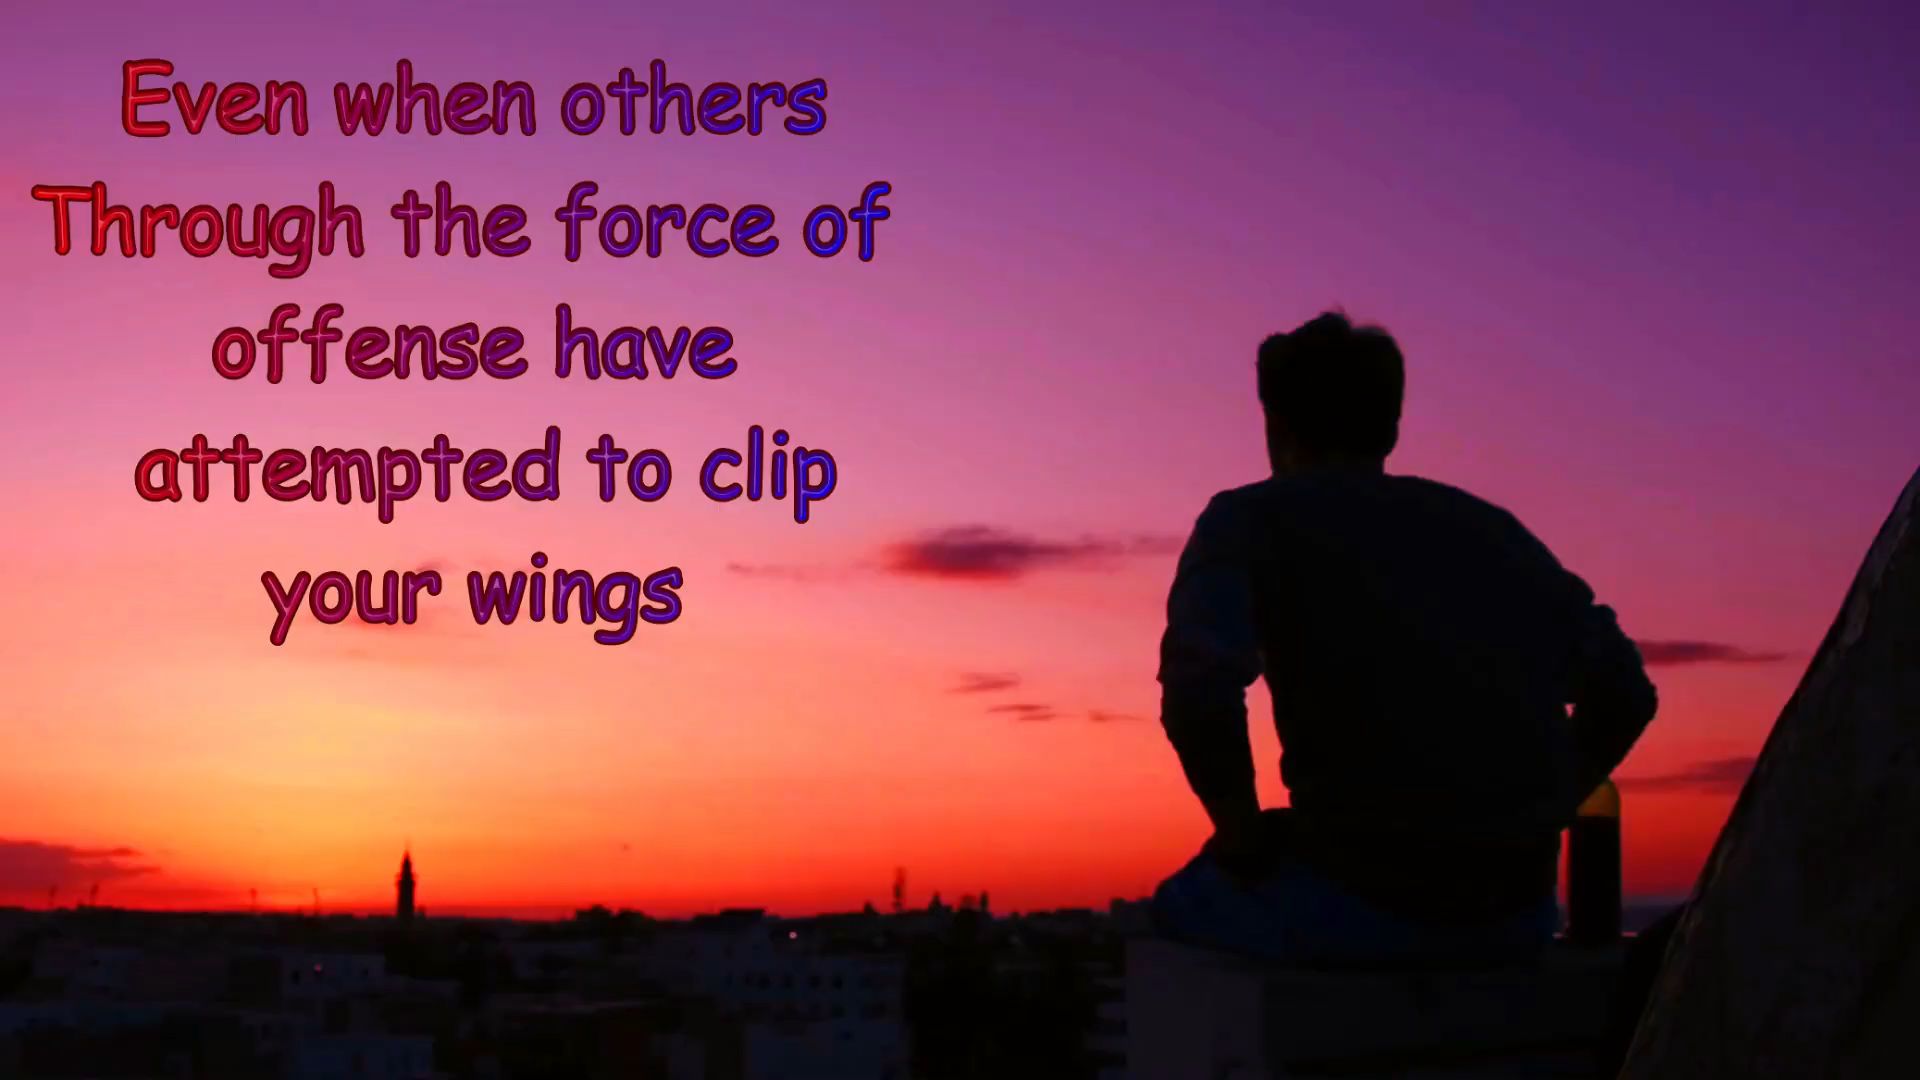 Even when others
Through the force of
offense have
attempted to clip
your wings